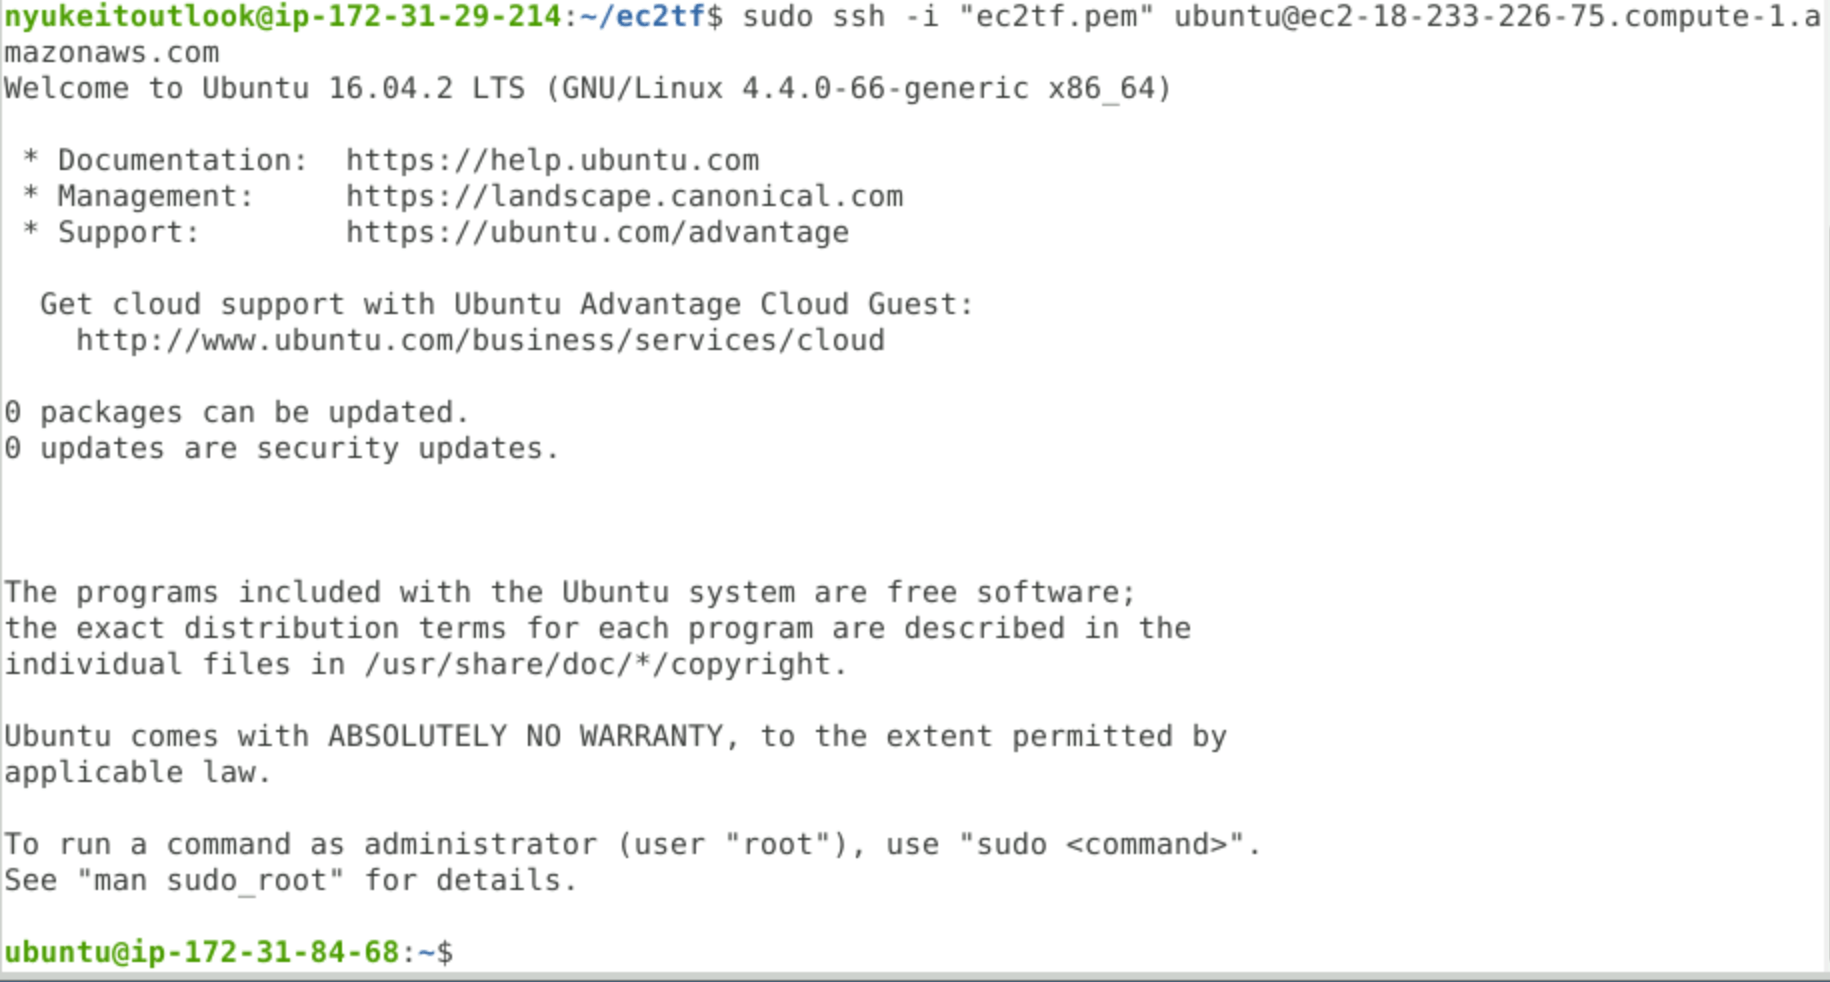 nyukeitoutlook@ip-172-31-29-214:~/ec2tf$ sudo ssh -i "ec2tf.pem" ubuntu@ec2-18-233-226-75.compute-1.a
mazonaws.com
Welcome to Ubuntu 16.04.2 LTS (GNU/Linux 4.4.0-66-generic x86_64)

 * Documentation:  https://help.ubuntu.com
 * Management:     https://landscape.canonical.com
 * Support:        https://ubuntu.com/advantage

  Get cloud support with Ubuntu Advantage Cloud Guest:
    http://www.ubuntu.com/business/services/cloud

0 packages can be updated.
0 updates are security updates.

The programs included with the Ubuntu system are free software;
the exact distribution terms for each program are described in the
individual files in /usr/share/doc/*/copyright.

Ubuntu comes with ABSOLUTELY NO WARRANTY, to the extent permitted by
applicable law.

To run a command as administrator (user "root"), use "sudo <command>".
See "man sudo_root" for details.

ubuntu@ip-172-31-84-68:~$